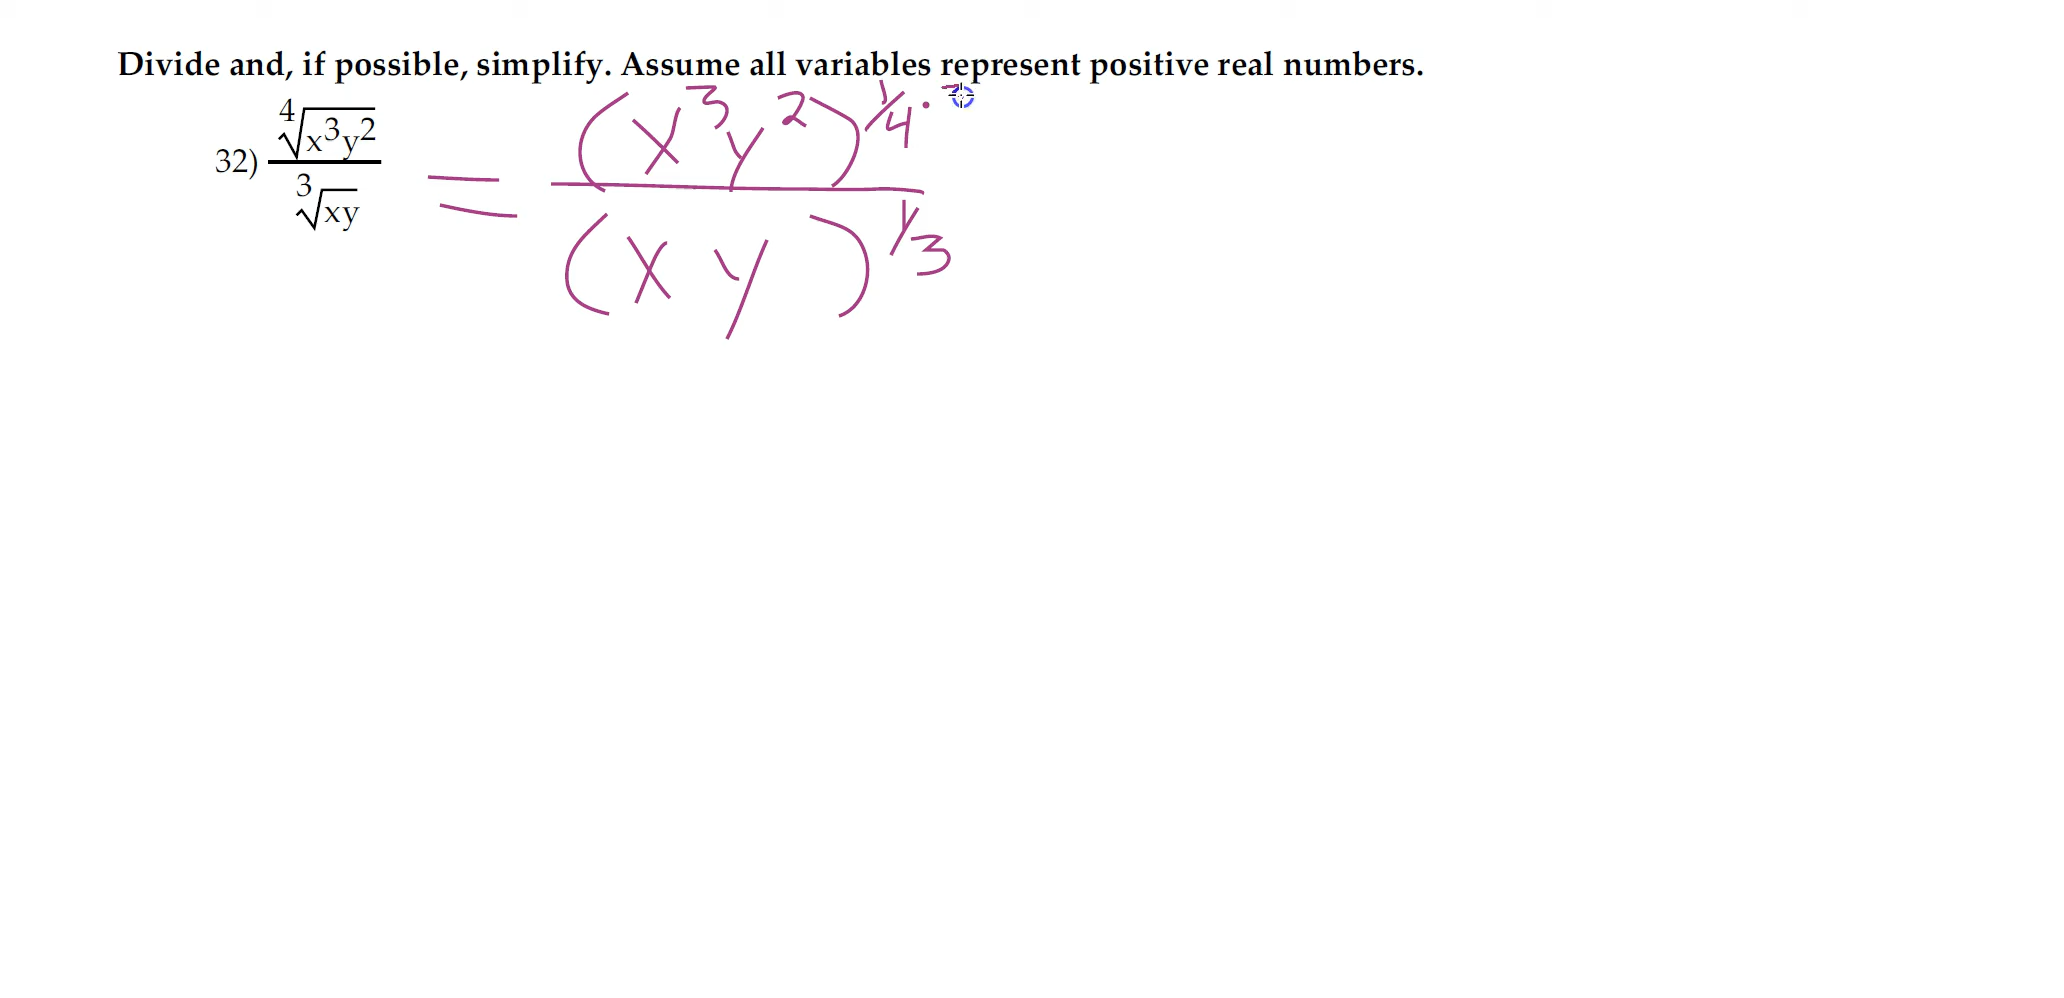 Divide and, if possible, simplify. Assume all variables represent positive real numbers.
32) ∜(x³y²) / ∛(xy) = (x³y²)^(1/4) · / (xy)^(1/3)